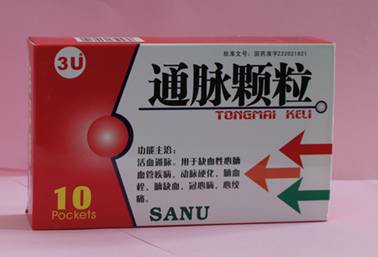 3U
批准文号：国药准字Z22021821
通脉颗粒
TONGMAI KELI
功能主治：
活血通脉。用于缺血性心脑
血管疾病，动脉硬化，脑血
栓，脑缺血，冠心病，心绞
痛。
10
Pockets
SANU